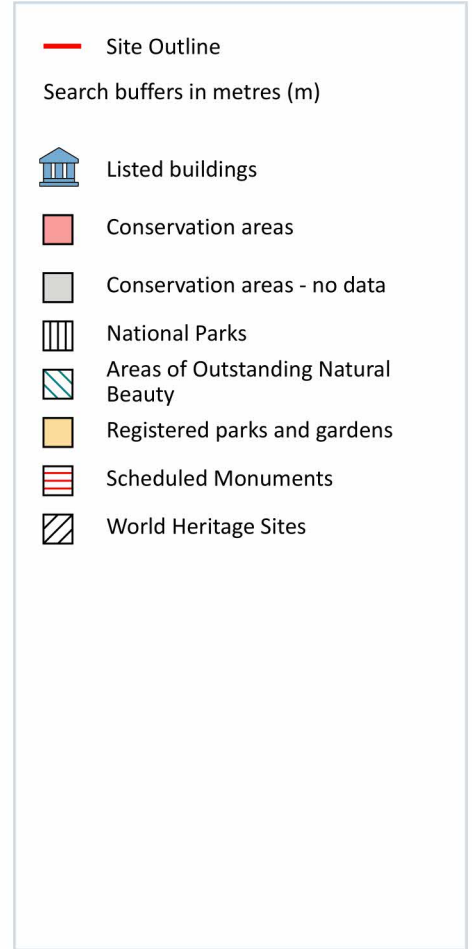 Site Outline
Search buffers in metres (m)
Listed buildings
Conservation areas
Conservation areas - no data
National Parks
Areas of Outstanding Natural
Beauty
Registered parks and gardens
Scheduled Monuments
World Heritage Sites